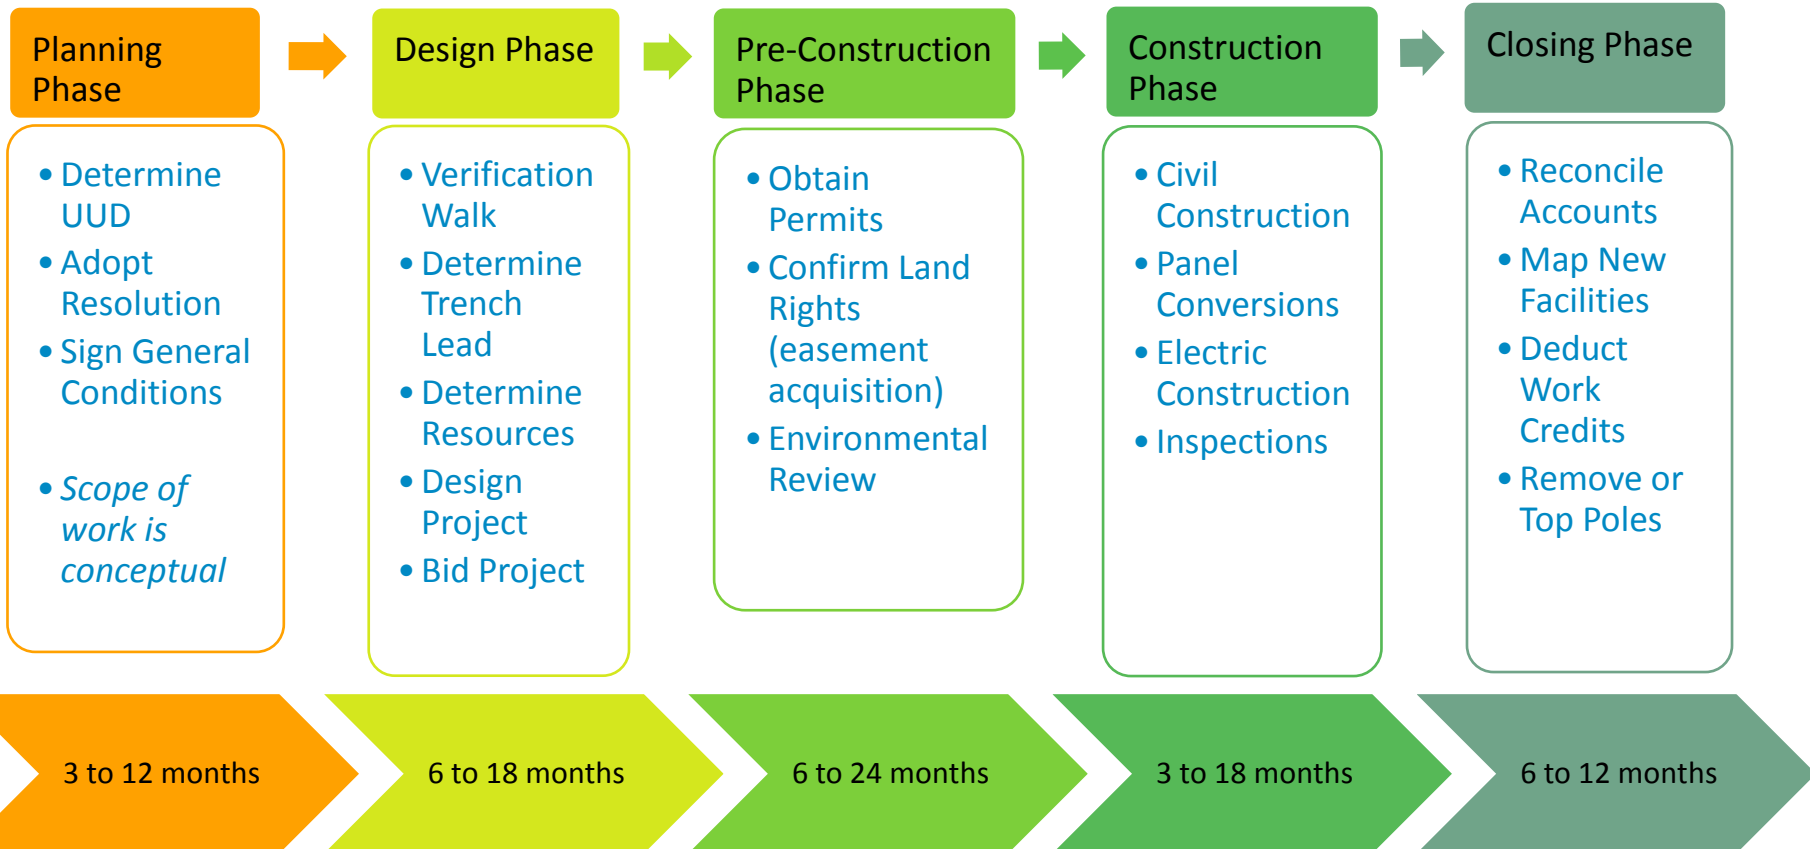 Planning
Phase
• Determine
UUD
• Adopt
Resolution
• Sign General
Conditions
• Scope of
work is
conceptual
3 to 12 months
Design Phase
• Verification
Walk
• Determine
Trench
Lead
• Determine
Resources
• Design
Project
• Bid Project
6 to 18 months
Pre-Construction
Phase
• Obtain
Permits
• Confirm Land
Rights
(easement
acquisition)
• Environmental
Review
6 to 24 months
Construction
Phase
• Civil
Construction
• Panel
Conversions
• Electric
Construction
• Inspections
3 to 18 months
Closing Phase
• Reconcile
Accounts
• Map New
Facilities
• Deduct
Work
Credits
• Remove or
Top Poles
6 to 12 months